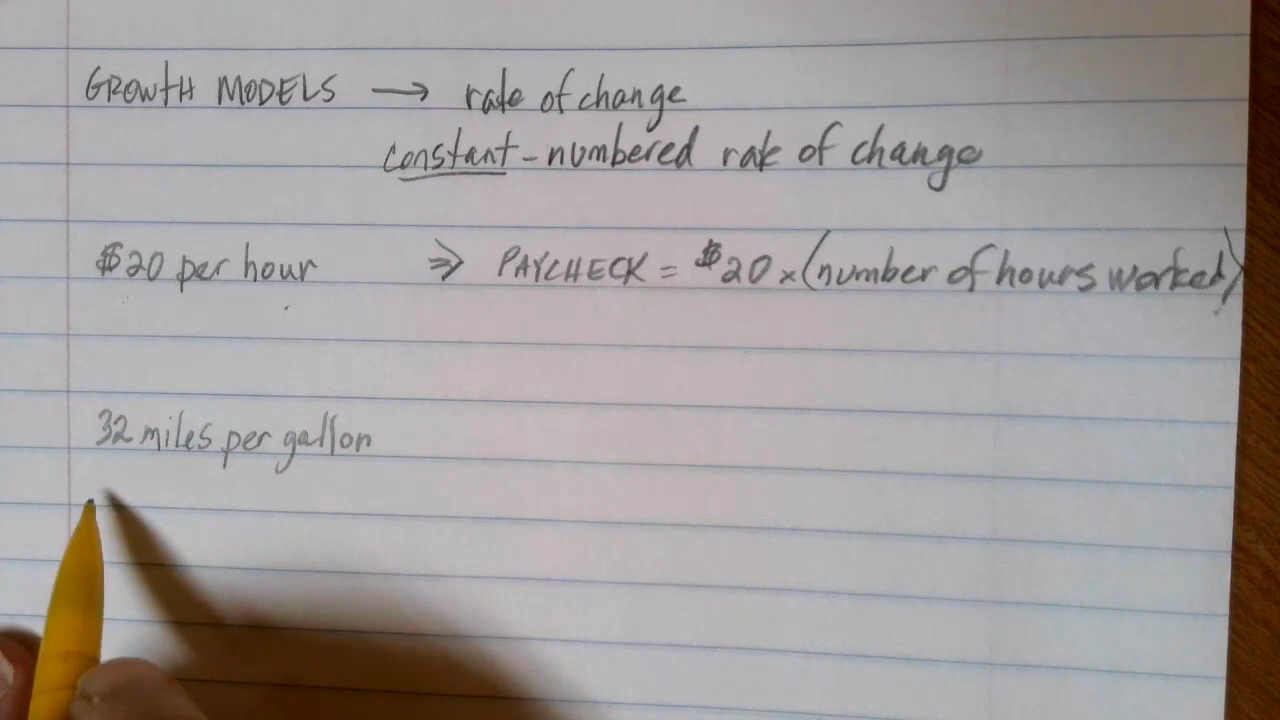 GROWTH MODELS → rate of change
constant-numbered rate of change
$20 per hour ⇒ PAYCHECK = $20 × (number of hours worked)
32 miles per gallon